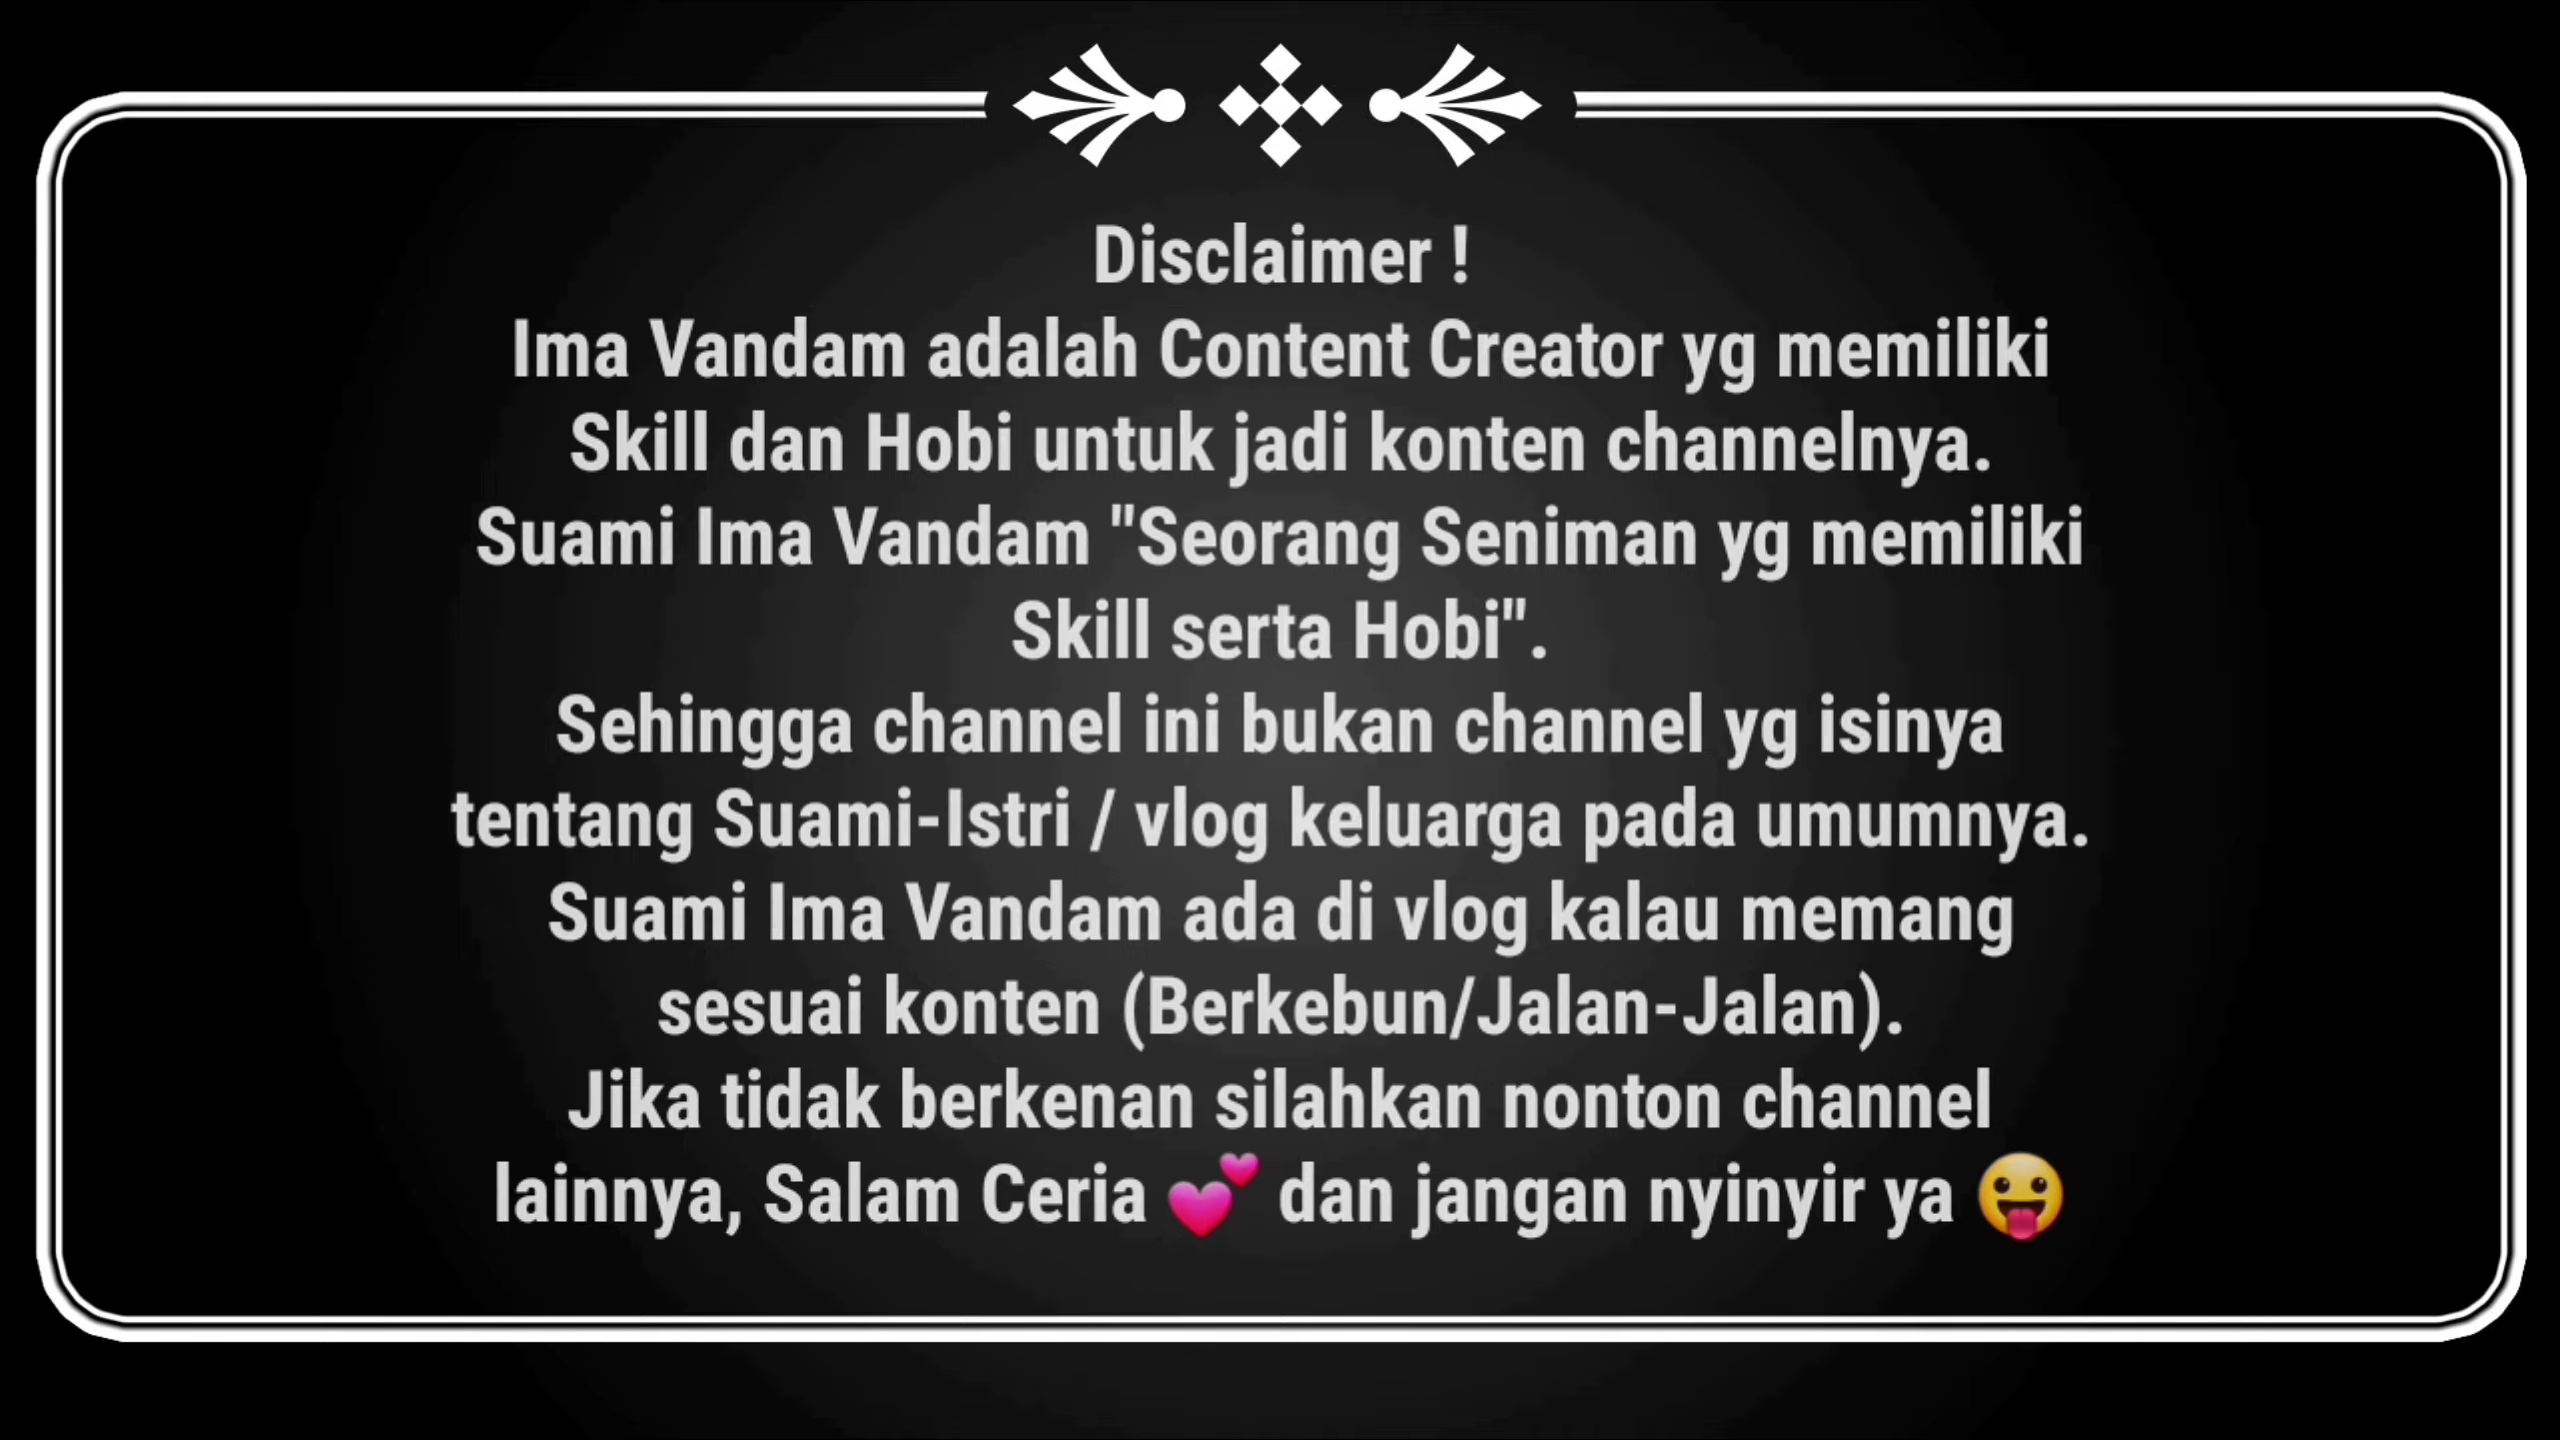 Disclaimer !
Ima Vandam adalah Content Creator yg memiliki
Skill dan Hobi untuk jadi konten channelnya.
Suami Ima Vandam "Seorang Seniman yg memiliki
Skill serta Hobi".
Sehingga channel ini bukan channel yg isinya
tentang Suami-Istri / vlog keluarga pada umumnya.
Suami Ima Vandam ada di vlog kalau memang
sesuai konten (Berkebun/Jalan-Jalan).
Jika tidak berkenan silahkan nonton channel
lainnya, Salam Ceria 💕 dan jangan nyinyir ya 😛